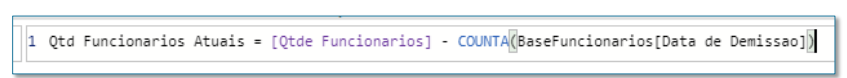 1 Qtd Funcionarios Atuais = [Qtde Funcionarios] - COUNTA(BaseFuncionarios[Data de Demissao])